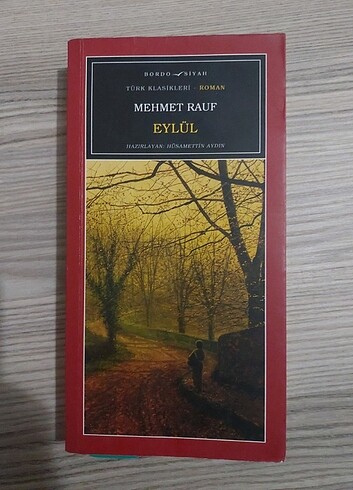 BORDO SİYAH
TÜRK KLASİKLERİ - ROMAN
MEHMET RAUF
EYLÜL
HAZIRLAYAN: HÜSAMETTİN AYDIN